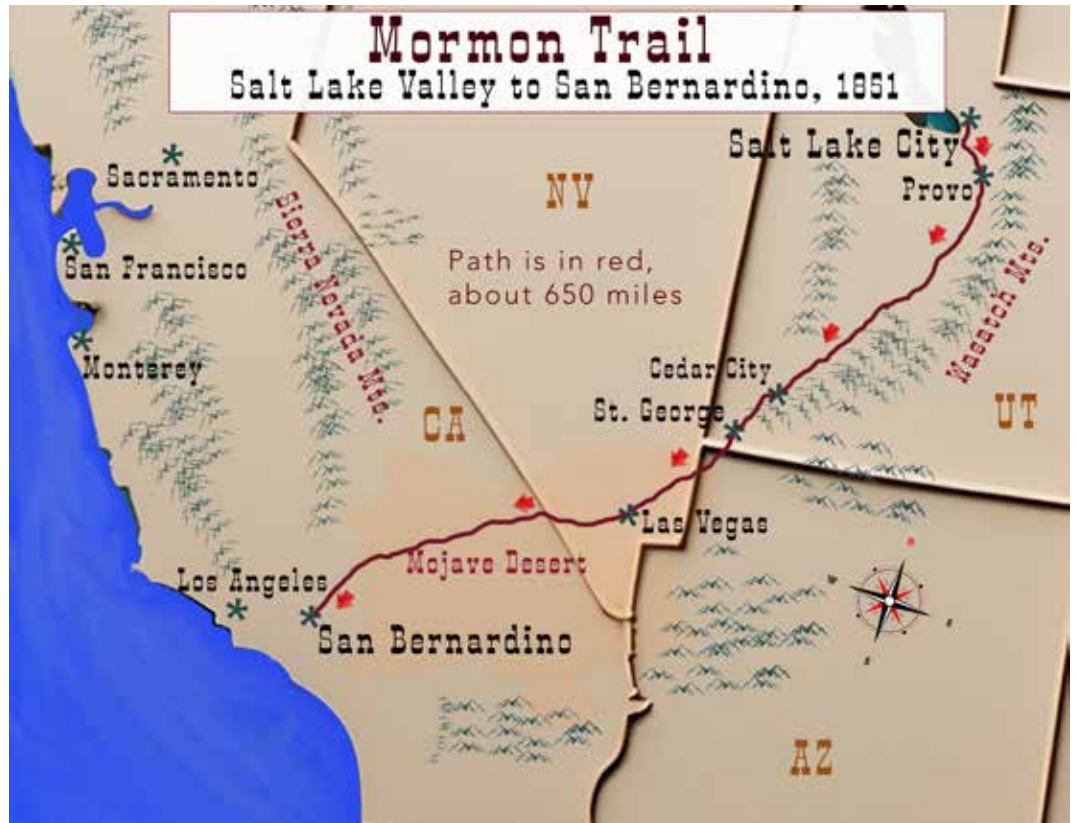 Mormon Trail
Salt Lake Valley to San Bernardino, 1851
Salt Lake City
Sacramento
NV
Provo
Sierra Nevada Mts.
San Francisco
Path is in red,
about 650 miles
Wasatch Mts.
Monterey
Cedar City
St. George
CA
UT
Las Vegas
Mojave Desert
Los Angeles
San Bernardino
AZ